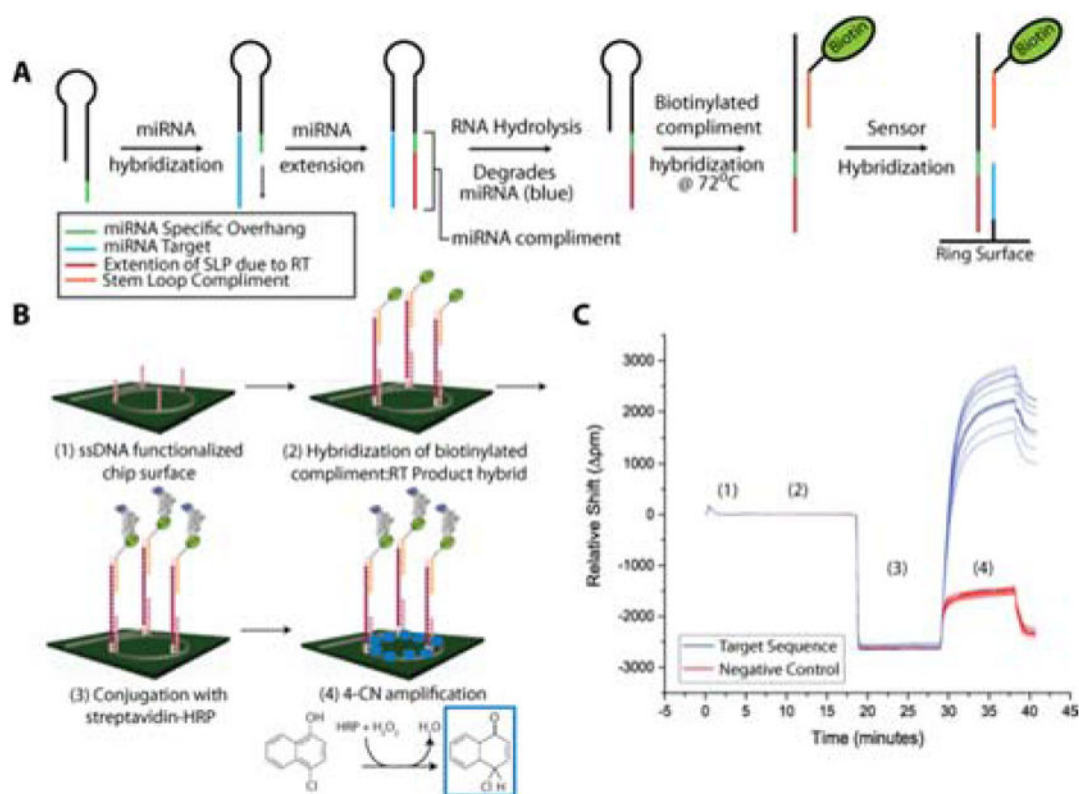 A
miRNA
hybridization
miRNA
extension
RNA Hydrolysis
Degrades
miRNA (blue)
Biotinylated
compliment
hybridization
@ 72°C
Biotin
Sensor
Hybridization
Biotin
miRNA compliment
Ring Surface
miRNA Specific Overhang
miRNA Target
Extention of SLP due to RT
Stem Loop Compliment
B
(1) ssDNA functionalized
chip surface
(2) Hybridization of biotinylated
compliment:RT Product hybrid
(3) Conjugation with
streptavidin-HRP
(4) 4-CN amplification
OH
Cl
HRP + H₂O₂
H₂O
O
Cl H
C
Relative Shift (Δpm)
3000
2000
1000
0
-1000
-2000
-3000
(1)
(2)
(3)
(4)
Target Sequence
Negative Control
-5 0 5 10 15 20 25 30 35 40 45
Time (minutes)